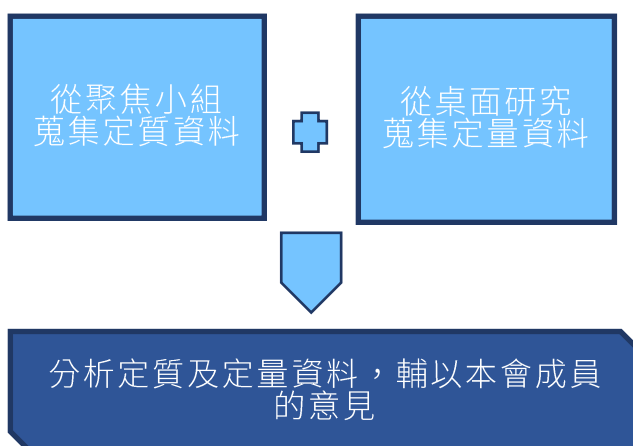 從聚焦小組
蒐集定質資料
從桌面研究
蒐集定量資料
分析定質及定量資料，輔以本會成員
的意見